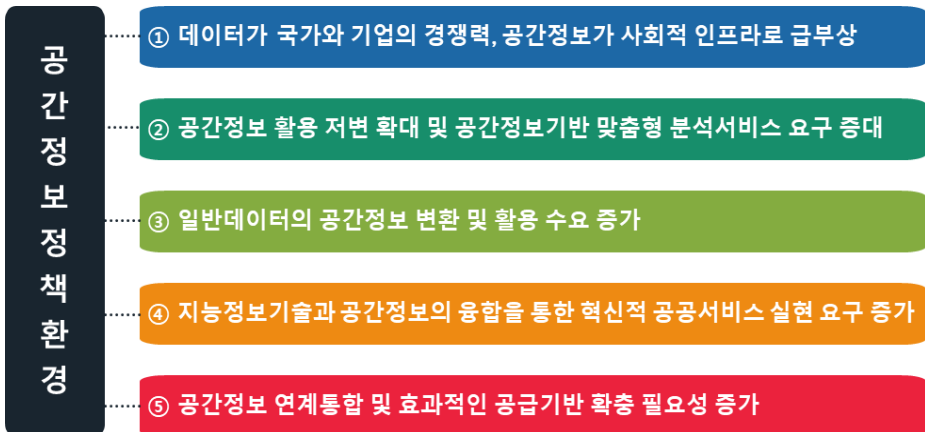 공간정보정책환경
① 데이터가 국가와 기업의 경쟁력, 공간정보가 사회적 인프라로 급부상
② 공간정보 활용 저변 확대 및 공간정보기반 맞춤형 분석서비스 요구 증대
③ 일반데이터의 공간정보 변환 및 활용 수요 증가
④ 지능정보기술과 공간정보의 융합을 통한 혁신적 공공서비스 실현 요구 증가
⑤ 공간정보 연계통합 및 효과적인 공급기반 확충 필요성 증가